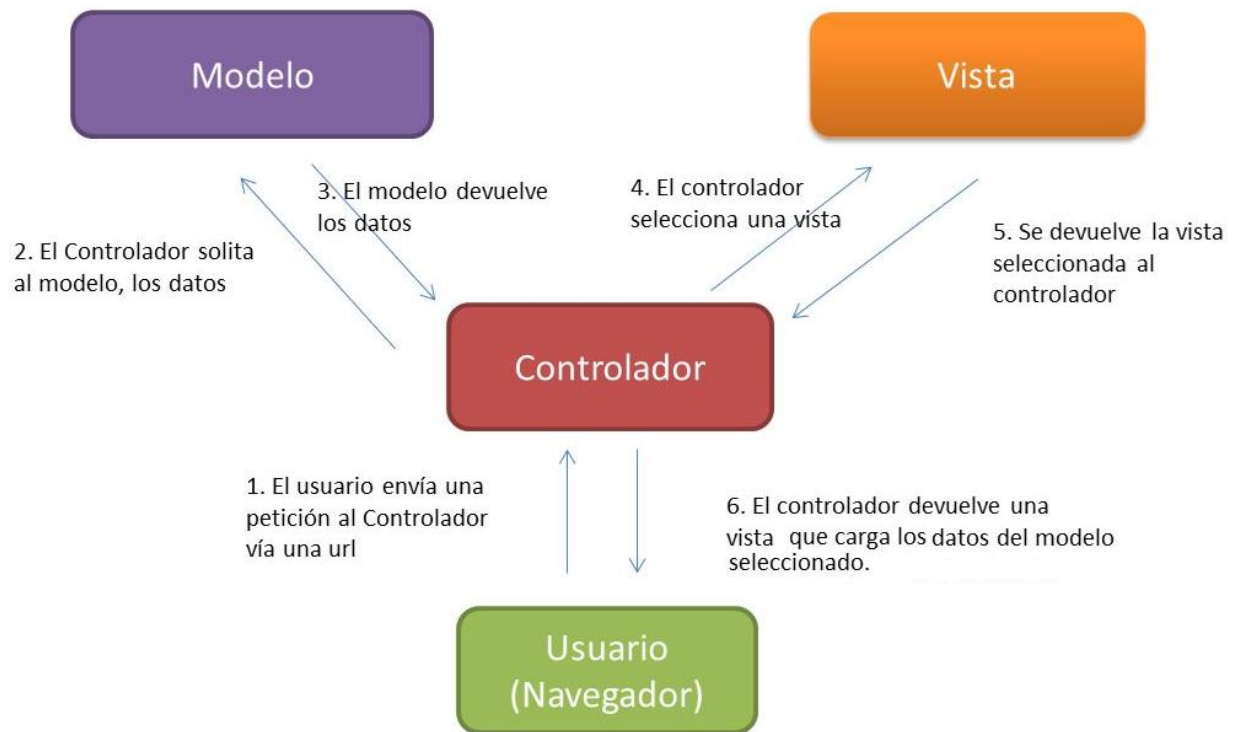 Modelo
Vista
3. El modelo devuelve
los datos
4. El controlador
selecciona una vista
2. El Controlador solita
al modelo, los datos
5. Se devuelve la vista
seleccionada al
controlador
Controlador
1. El usuario envía una
petición al Controlador
vía una url
6. El controlador devuelve una
vista que carga los datos del modelo
seleccionado.
Usuario
(Navegador)